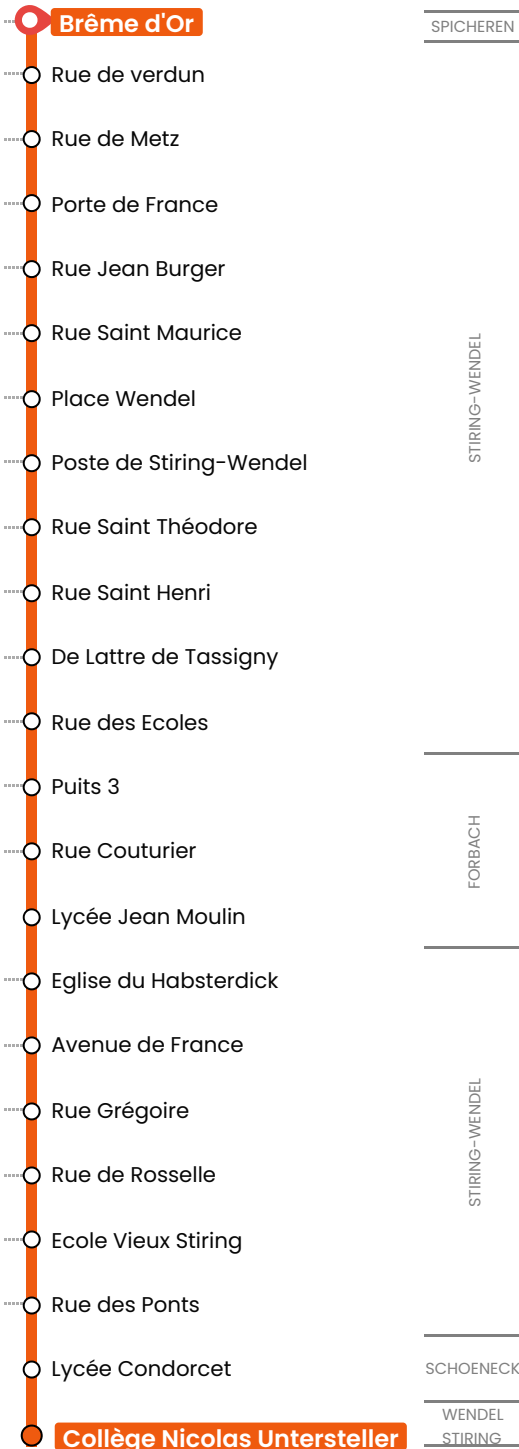 Brême d'Or
SPICHEREN
Rue de verdun
Rue de Metz
Porte de France
Rue Jean Burger
Rue Saint Maurice
Place Wendel
STIRING-WENDEL
Poste de Stiring-Wendel
Rue Saint Théodore
Rue Saint Henri
De Lattre de Tassigny
Rue des Ecoles
Puits 3
Rue Couturier
FORBACH
Lycée Jean Moulin
Eglise du Habsterdick
Avenue de France
Rue Grégoire
STIRING-WENDEL
Rue de Rosselle
Ecole Vieux Stiring
Rue des Ponts
Lycée Condorcet
SCHOENECK
Collège Nicolas Untersteller
WENDEL
STIRING